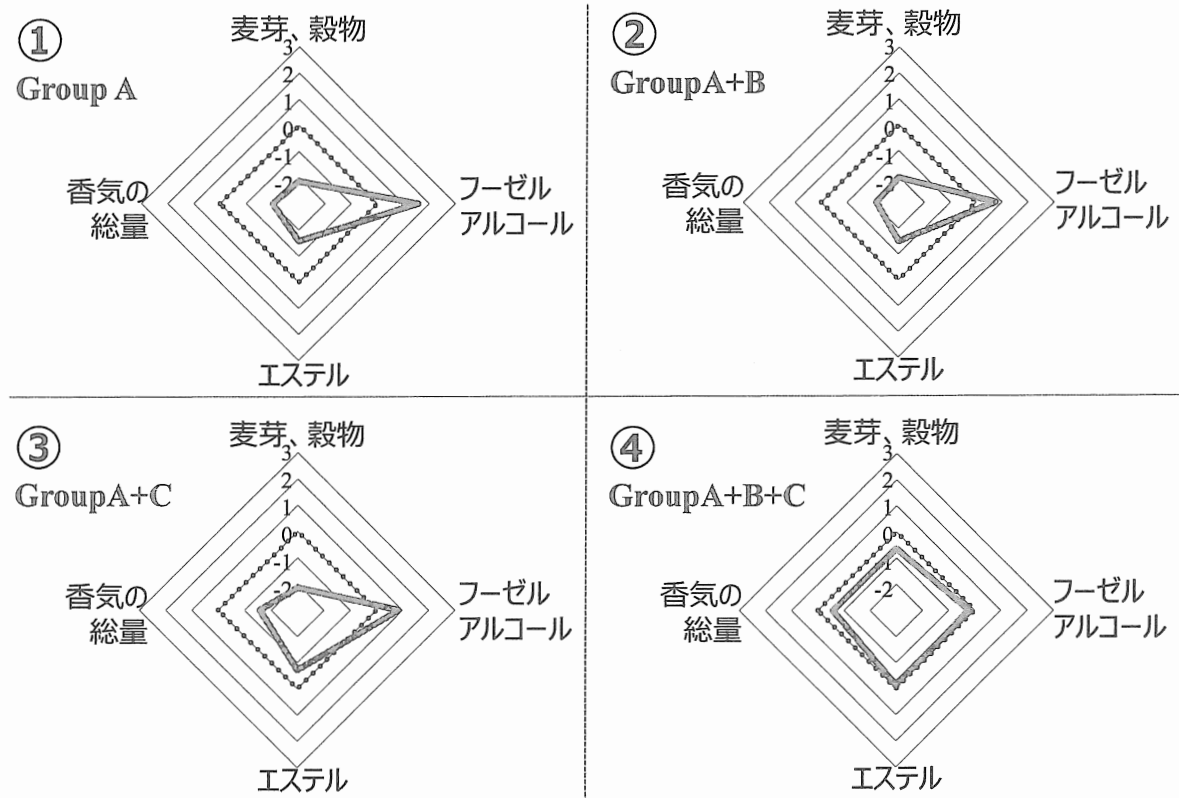 ①
Group A
麦芽、穀物
3
2
1
0
-1
-2
香気の
総量
フーゼル
アルコール
エステル
②
GroupA+B
麦芽、穀物
3
2
1
0
-1
-2
香気の
総量
フーゼル
アルコール
エステル
③
GroupA+C
麦芽、穀物
3
2
1
0
-1
-2
香気の
総量
フーゼル
アルコール
エステル
④
GroupA+B+C
麦芽、穀物
3
2
1
0
-1
-2
香気の
総量
フーゼル
アルコール
エステル